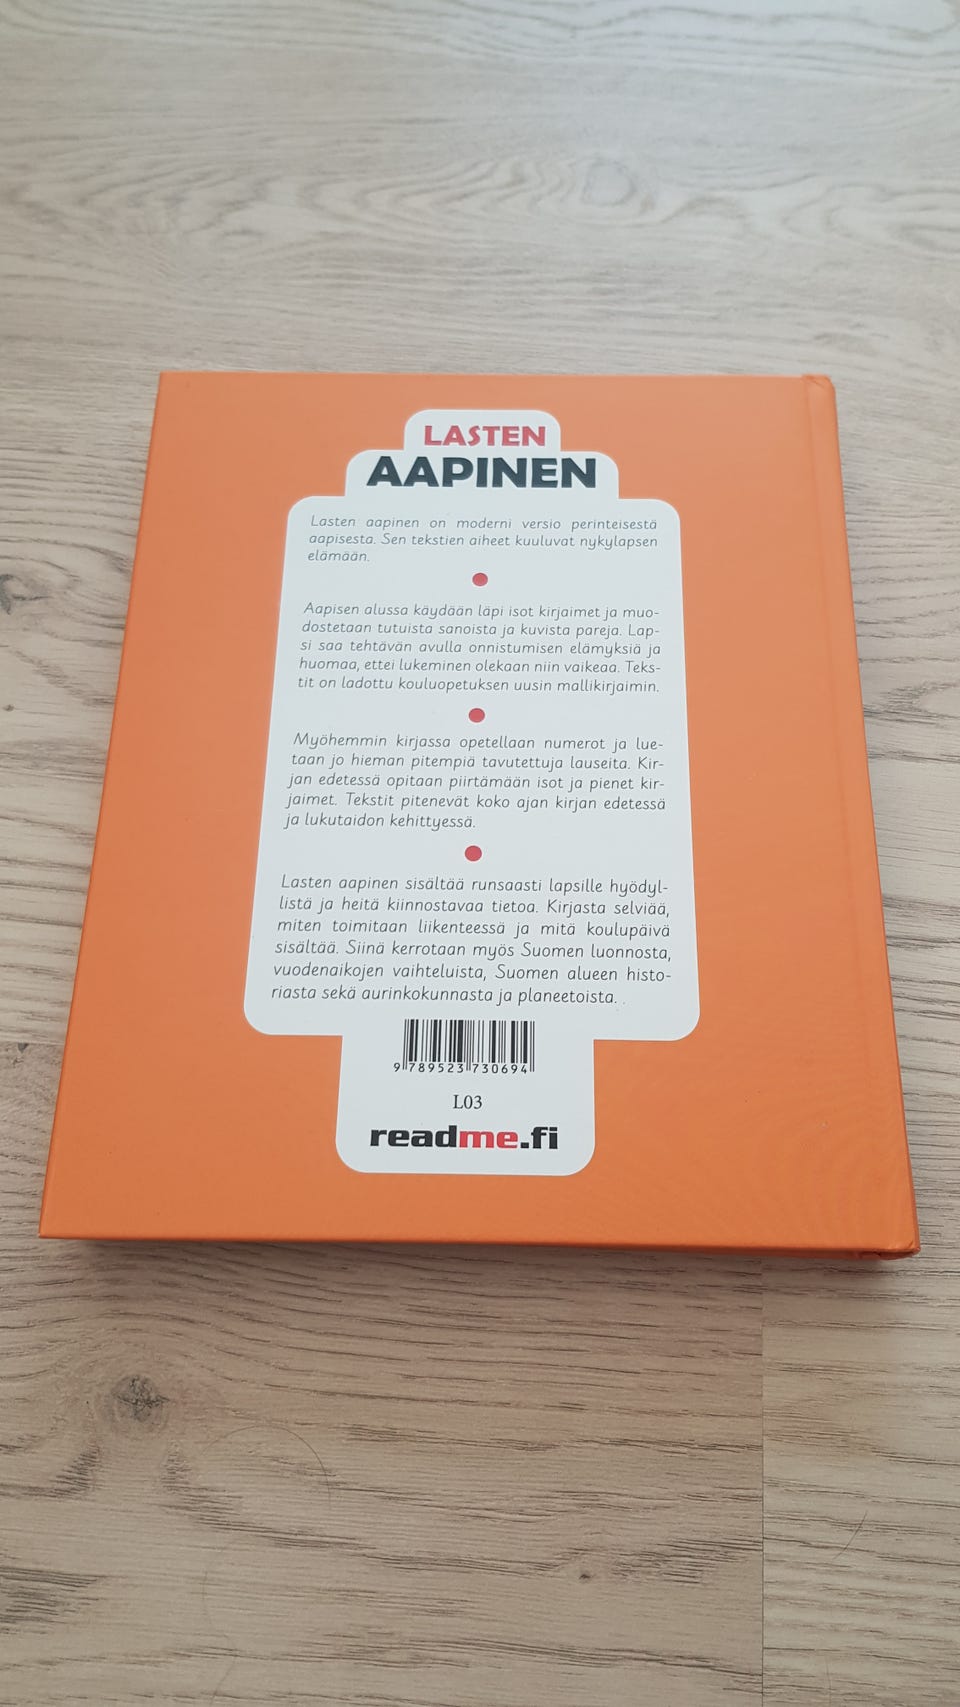 LASTEN
AAPINEN
Lasten aapinen on moderni versio perinteisestä
aapisesta. Sen tekstien aiheet kuuluvat nykylapsen
elämään.
Aapisen alussa käydään läpi isot kirjaimet ja muo-
dostetaan tutuista sanoista ja kuvista pareja. Lap-
si saa tehtävän avulla onnistumisen elämyksiä ja
huomaa, ettei lukeminen olekaan niin vaikeaa. Teks-
tit on ladottu kouluopetuksen uusin mallikirjaimin.
Myöhemmin kirjassa opetellaan numerot ja lue-
taan jo hieman pitempiä tavutettuja lauseita. Kir-
jan edetessä opitaan piirtämään isot ja pienet kir-
jaimet. Tekstit pitenevät koko ajan kirjan edetessä
ja lukutaidon kehittyessä.
Lasten aapinen sisältää runsaasti lapsille hyödyl-
listä ja heitä kiinnostavaa tietoa. Kirjasta selviää,
miten toimitaan liikenteessä ja mitä koulupäivä
sisältää. Siinä kerrotaan myös Suomen luonnosta,
vuodenaikojen vaihteluista, Suomen alueen histo-
riasta sekä aurinkokunnasta ja planeetoista. .
9 789523 730694
L03
readme.fi